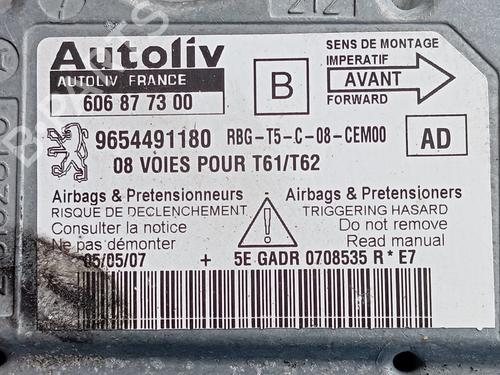 Autoliv
AUTOLIV FRANCE
606 87 73 00
B
SENS DE MONTAGE
IMPERATIF
AVANT
FORWARD
9654491180 RBG-T5-C-08-CEM00
AD
08 VOIES POUR T61/T62
Airbags & Pretensionneurs
RISQUE DE DECLENCHEMENT
Consulter la notice
Ne pas démonter
Airbags & Pretensioners
TRIGGERING HASARD
Do not remove
Read manual
05/05/07 + 5E GADR 0708535 R * E7